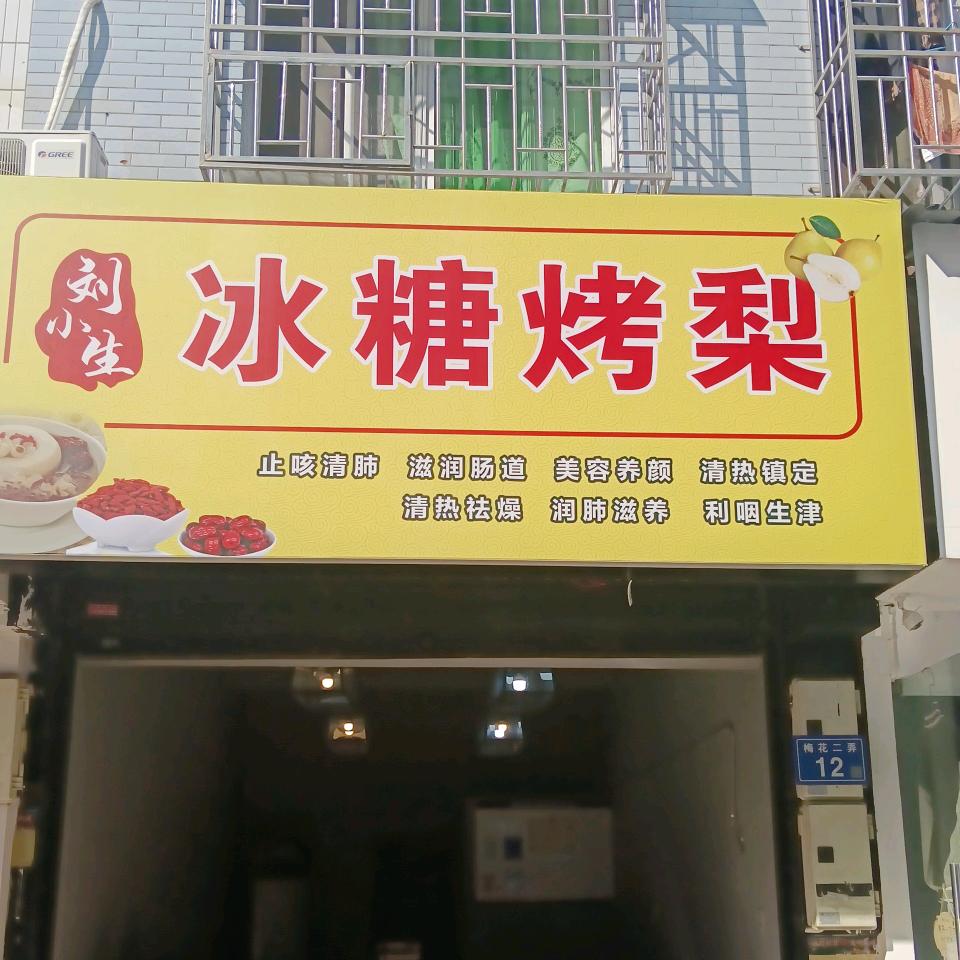 GREE
刘小生
冰糖烤梨
止咳清肺 滋润肠道 美容养颜 清热镇定
清热祛燥 润肺滋养 利咽生津
梅花二弄
12